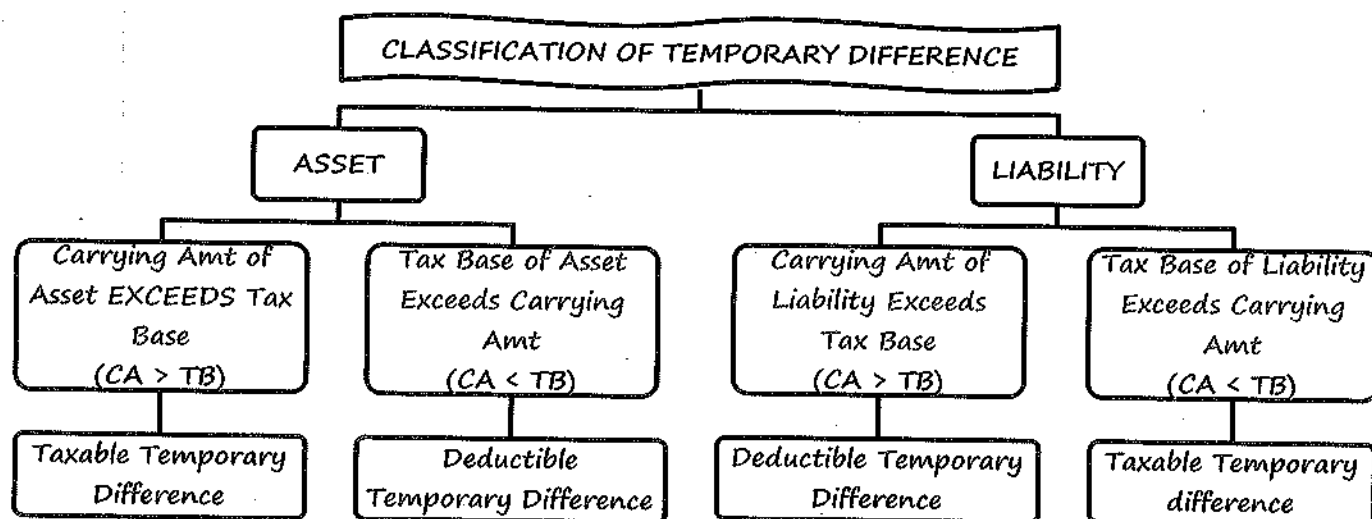 CLASSIFICATION OF TEMPORARY DIFFERENCE
ASSET
LIABILITY
Carrying Amt of
Asset EXCEEDS Tax
Base
(CA > TB)
Tax Base of Asset
Exceeds Carrying
Amt
(CA < TB)
Carrying Amt of
Liability Exceeds
Tax Base
(CA > TB)
Tax Base of Liability
Exceeds Carrying
Amt
(CA < TB)
Taxable Temporary
Difference
Deductible
Temporary Difference
Deductible Temporary
Difference
Taxable Temporary
difference